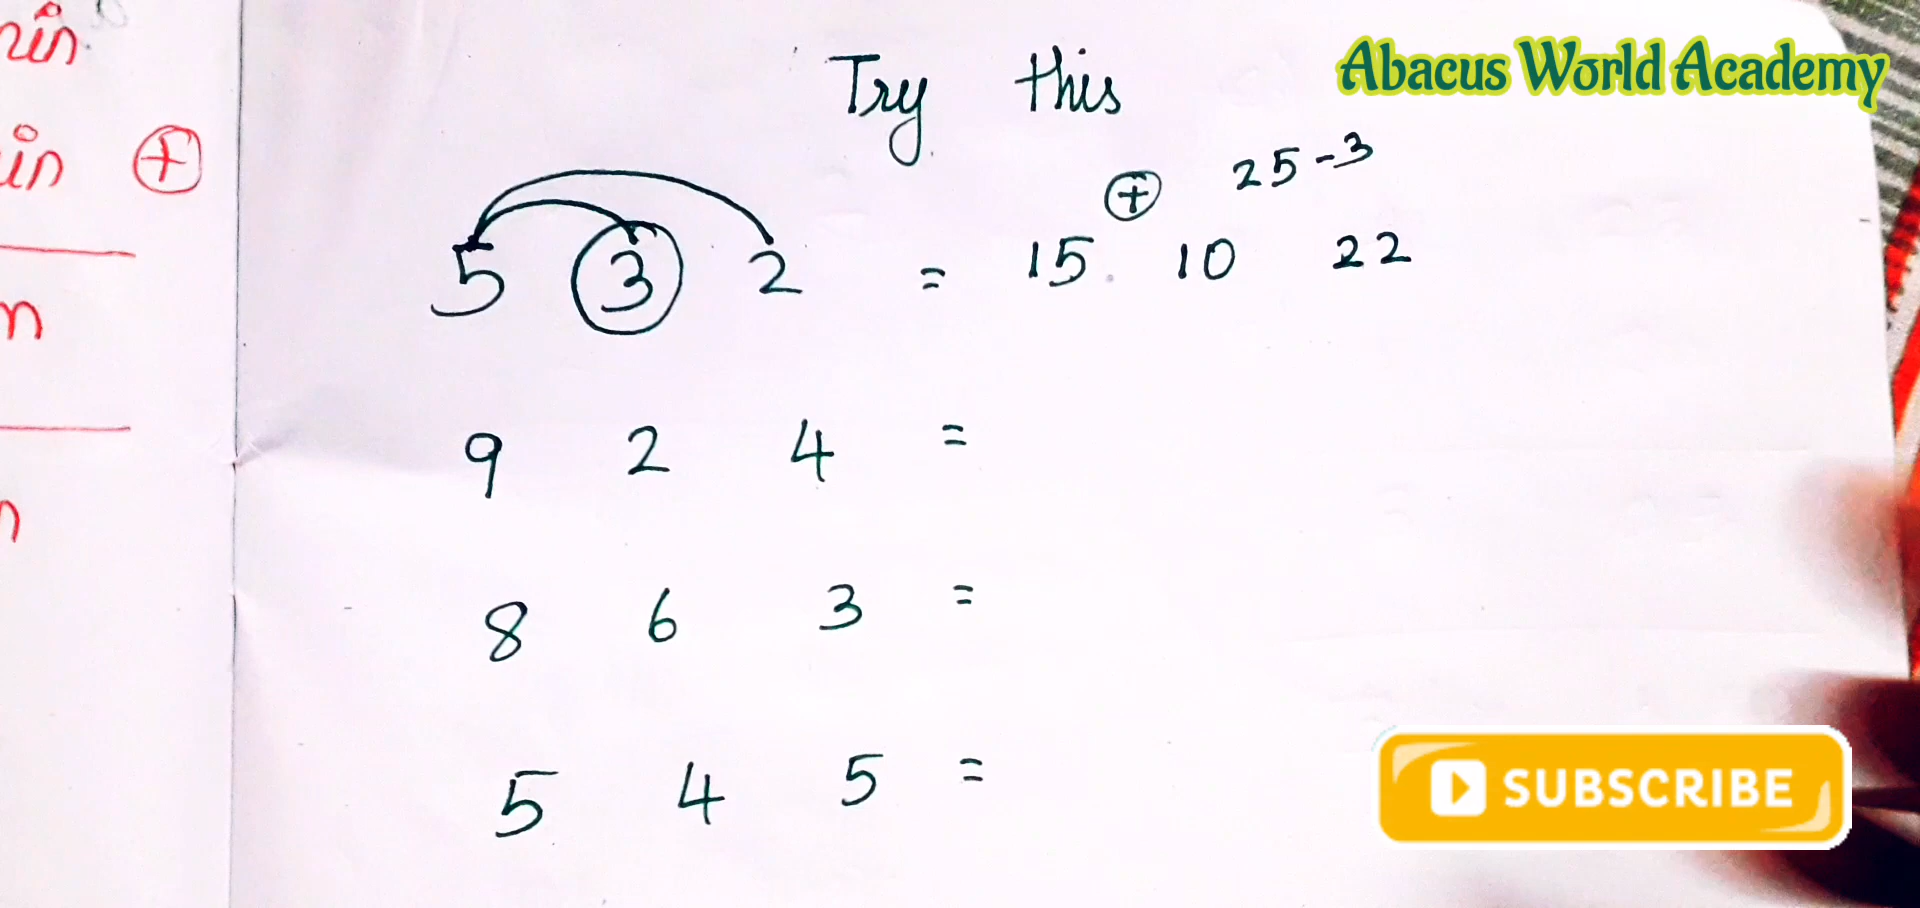 Abacus World Academy
Try this
25-3
5 3 2 = 15 + 10 22
9 2 4 =
8 6 3 =
5 4 5 =
SUBSCRIBE